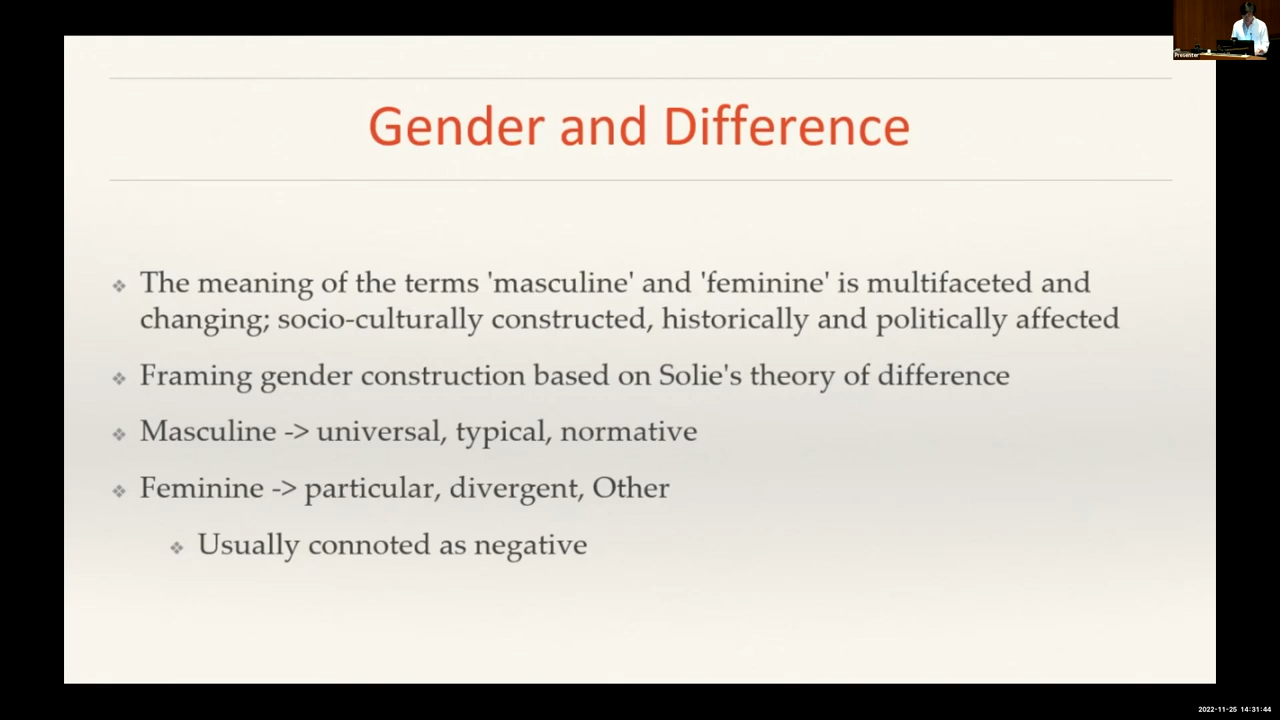 Presenter
Gender and Difference
❖ The meaning of the terms 'masculine' and 'feminine' is multifaceted and
changing; socio-culturally constructed, historically and politically affected
❖ Framing gender construction based on Solie's theory of difference
❖ Masculine -> universal, typical, normative
❖ Feminine -> particular, divergent, Other
❖ Usually connoted as negative
2022-11-25 14:31:44